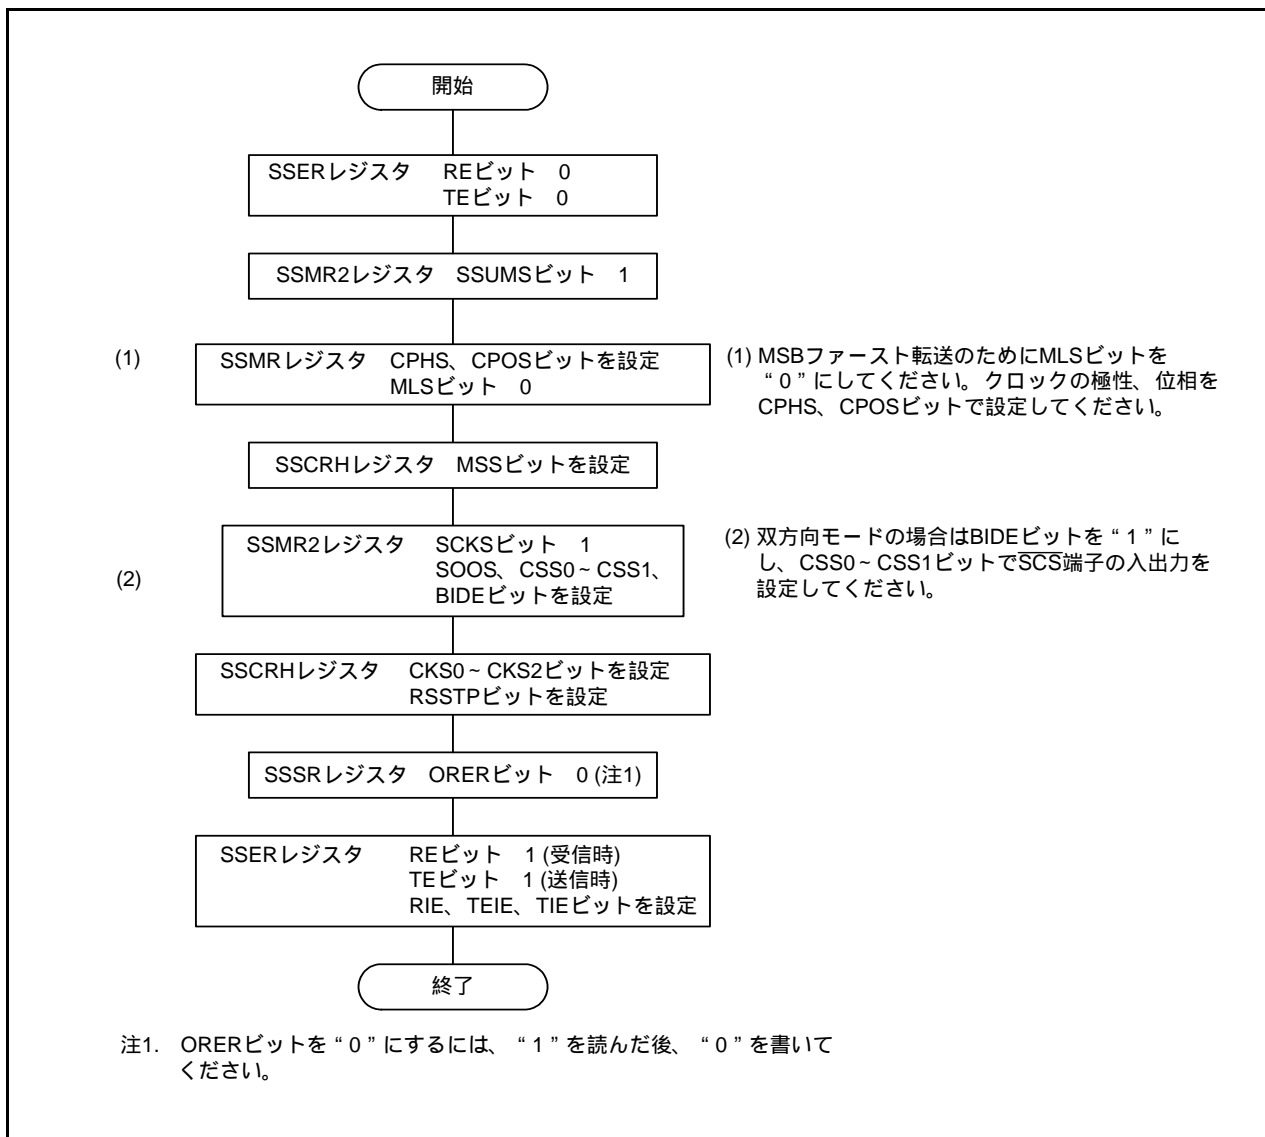 開始
SSERレジスタ REビット 0
TEビット 0
SSMR2レジスタ SSUMSビット 1
(1)
SSMRレジスタ CPHS、CPOSビットを設定
MLSビット 0
(1) MSBファースト転送のためにMLSビットを
“0”にしてください。クロックの極性、位相を
CPHS、CPOSビットで設定してください。
SSCRHレジスタ MSSビットを設定
(2)
SSMR2レジスタ SCKSビット 1
SOOS、CSS0~CSS1、
BIDEビットを設定
(2) 双方向モードの場合はBIDEビットを“1”に
し、CSS0~CSS1ビットでSCS端子の入出力を
設定してください。
SSCRHレジスタ CKS0~CKS2ビットを設定
RSSTPビットを設定
SSSRレジスタ ORERビット 0 (注1)
SSERレジスタ REビット 1 (受信時)
TEビット 1 (送信時)
RIE、TEIE、TIEビットを設定
終了
注1. ORERビットを“0”にするには、“1”を読んだ後、“0”を書いて
ください。